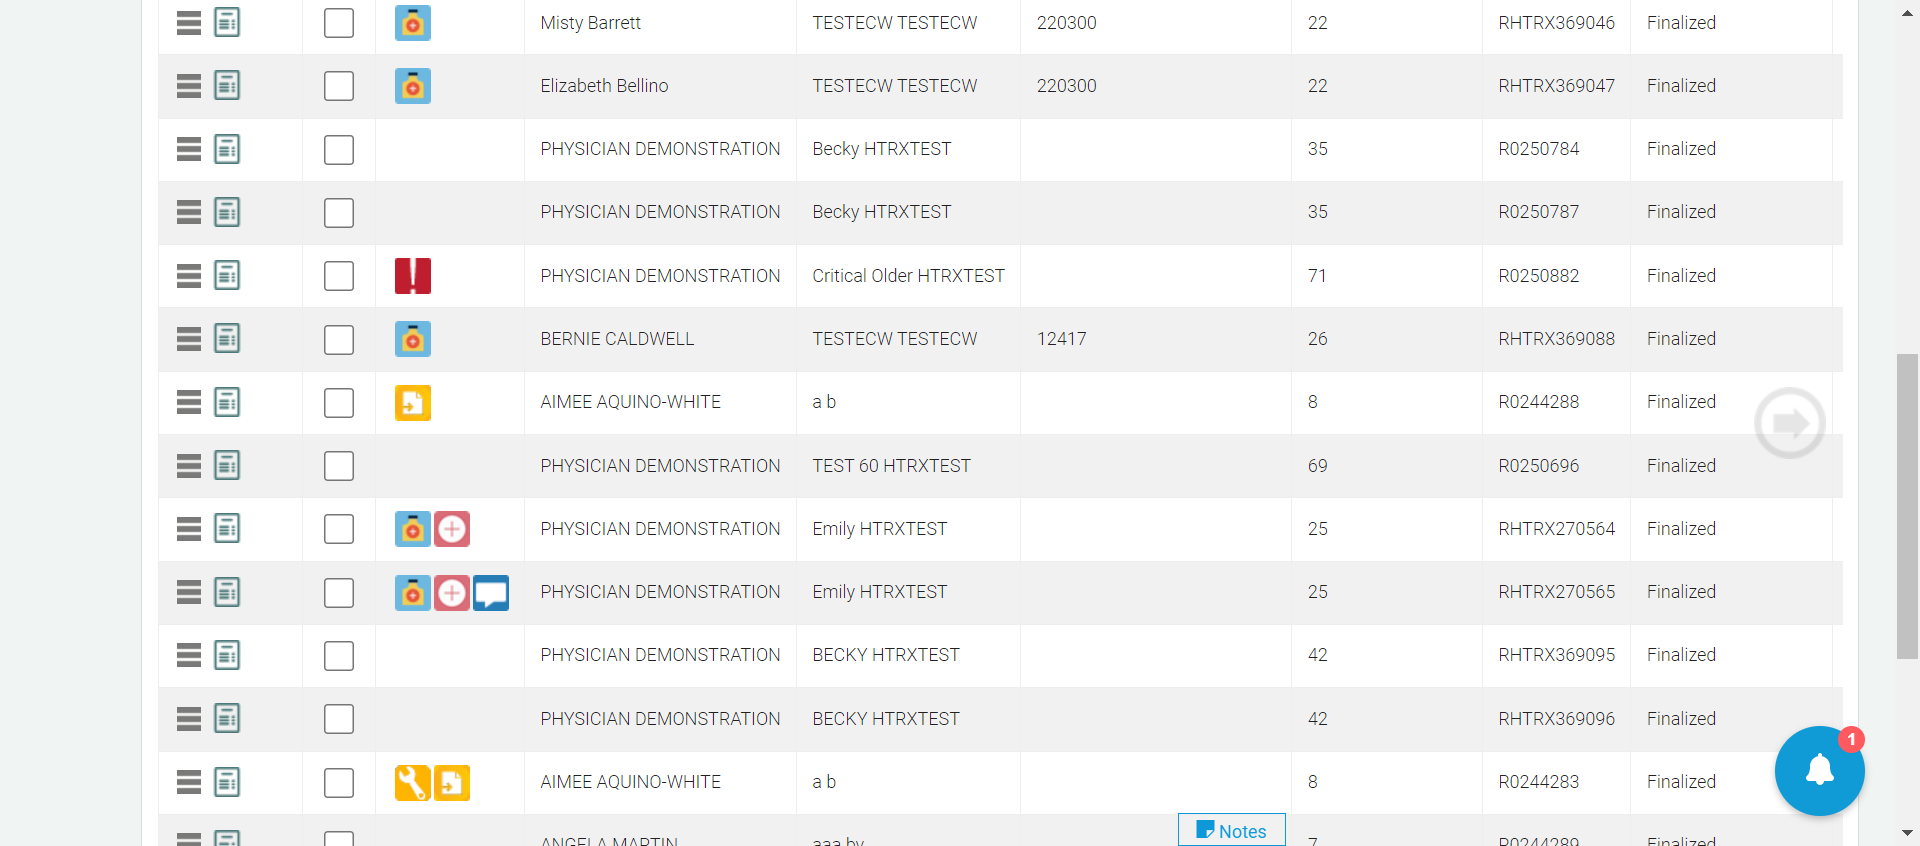 Misty Barrett TESTECW TESTECW 220300 22 RHTRX369046 Finalized
Elizabeth Bellino TESTECW TESTECW 220300 22 RHTRX369047 Finalized
PHYSICIAN DEMONSTRATION Becky HTRXTEST 35 R0250784 Finalized
PHYSICIAN DEMONSTRATION Becky HTRXTEST 35 R0250787 Finalized
PHYSICIAN DEMONSTRATION Critical Older HTRXTEST 71 R0250882 Finalized
BERNIE CALDWELL TESTECW TESTECW 12417 26 RHTRX369088 Finalized
AIMEE AQUINO-WHITE a b 8 R0244288 Finalized
PHYSICIAN DEMONSTRATION TEST 60 HTRXTEST 69 R0250696 Finalized
PHYSICIAN DEMONSTRATION Emily HTRXTEST 25 RHTRX270564 Finalized
PHYSICIAN DEMONSTRATION Emily HTRXTEST 25 RHTRX270565 Finalized
PHYSICIAN DEMONSTRATION BECKY HTRXTEST 42 RHTRX369095 Finalized
PHYSICIAN DEMONSTRATION BECKY HTRXTEST 42 RHTRX369096 Finalized
1
AIMEE AQUINO-WHITE a b 8 R0244283 Finalized
Notes
ANGELA MARTIN 7 R0244289 Finalized